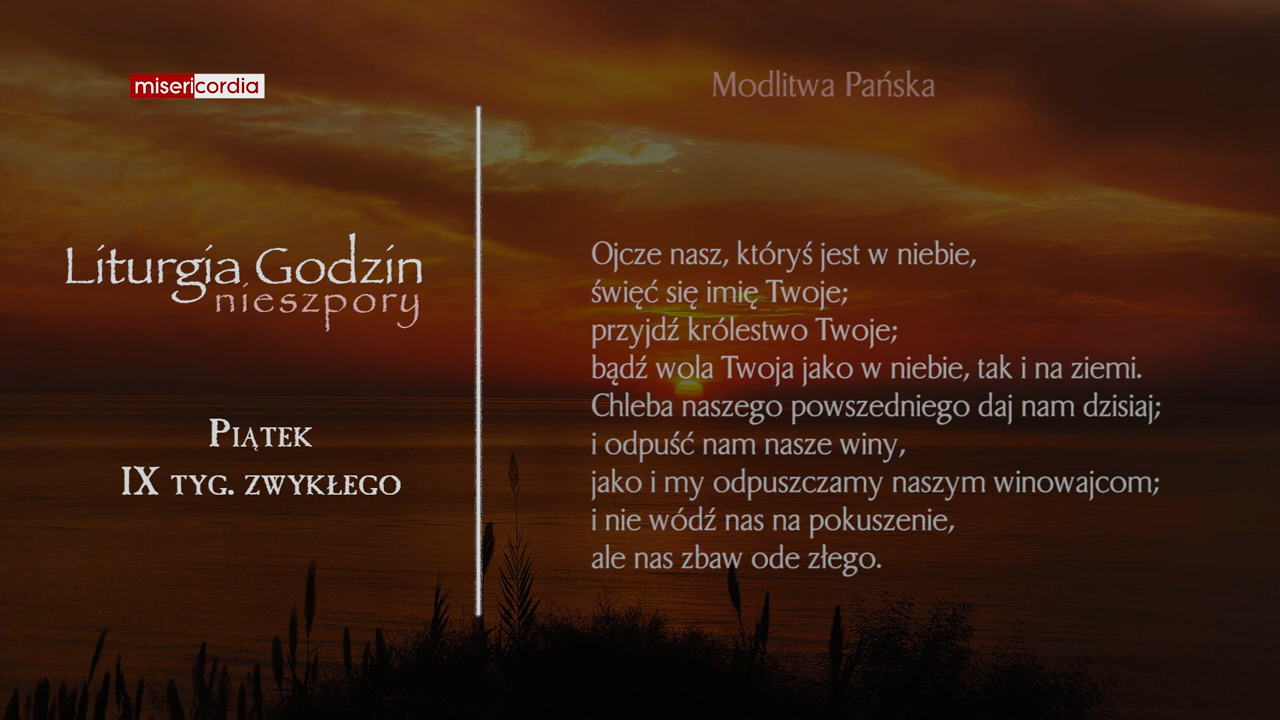 misericordia
Liturgia Godzin
nieszpory
Piątek
IX tyg. zwykłego
Modlitwa Pańska
Ojcze nasz, któryś jest w niebie,
święć się imię Twoje;
przyjdź królestwo Twoje;
bądź wola Twoja jako w niebie, tak i na ziemi.
Chleba naszego powszedniego daj nam dzisiaj;
i odpuść nam nasze winy,
jako i my odpuszczamy naszym winowajcom;
i nie wódź nas na pokuszenie,
ale nas zbaw ode złego.